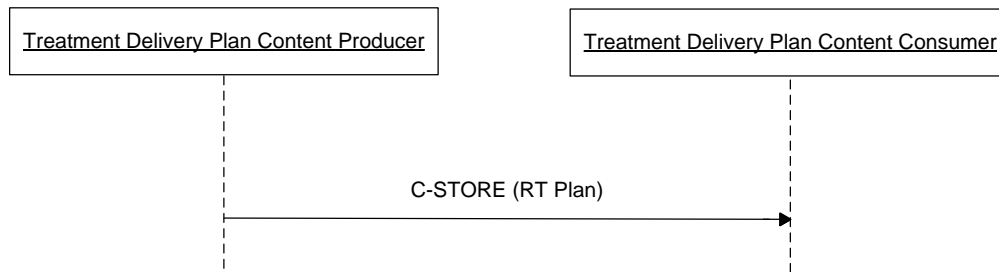 Treatment Delivery Plan Content Producer
Treatment Delivery Plan Content Consumer
C-STORE (RT Plan)